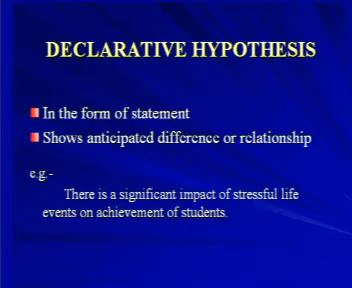 DECLARATIVE HYPOTHESIS
In the form of statement
Shows anticipated difference or relationship
e.g.-
There is a significant impact of stressful life
events on achievement of students.